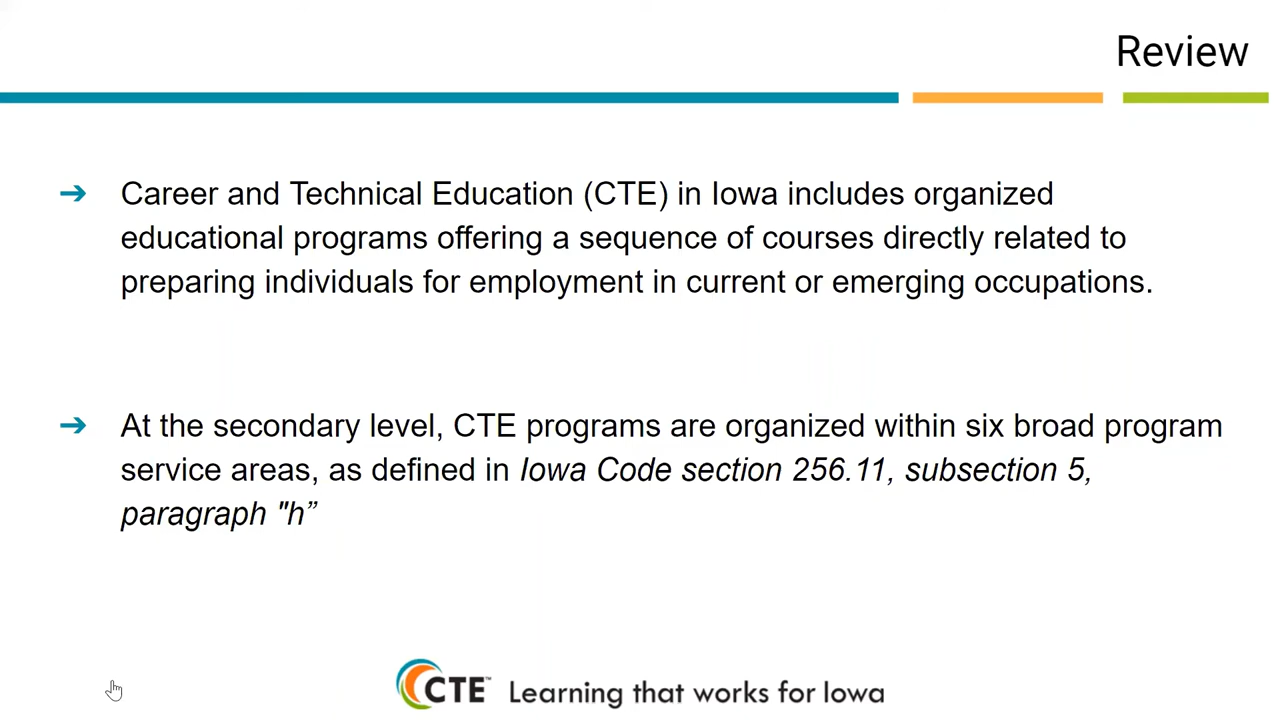 Review
➔ Career and Technical Education (CTE) in Iowa includes organized
educational programs offering a sequence of courses directly related to
preparing individuals for employment in current or emerging occupations.
➔ At the secondary level, CTE programs are organized within six broad program
service areas, as defined in Iowa Code section 256.11, subsection 5,
paragraph "h”
CTE™ Learning that works for Iowa